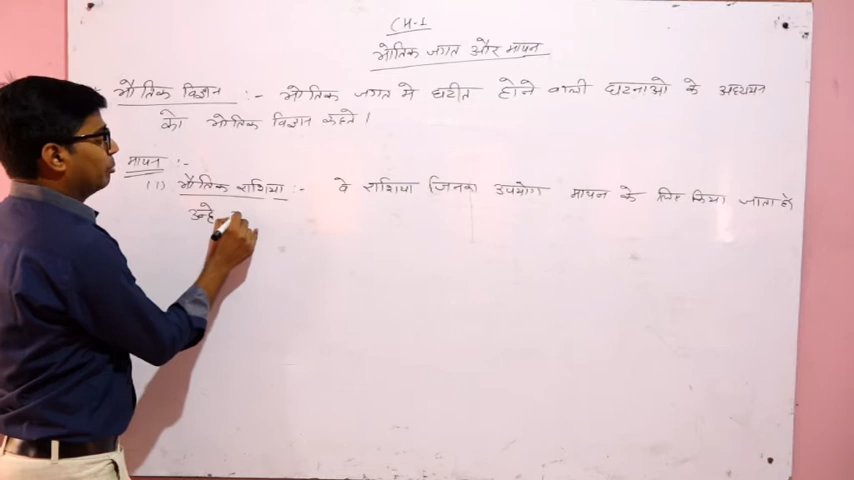 CH-1
भौतिक जगत और मापन
भौतिक विज्ञान :- भौतिक जगत मे घटीत होने वाली घटनाओ के अध्ययन
को भौतिक विज्ञान कहते ।
मापन :-
(1) भौतिक राशिया :- वे राशिया जिनका उपयोग मापन के लिए किया जाता है
उन्हे